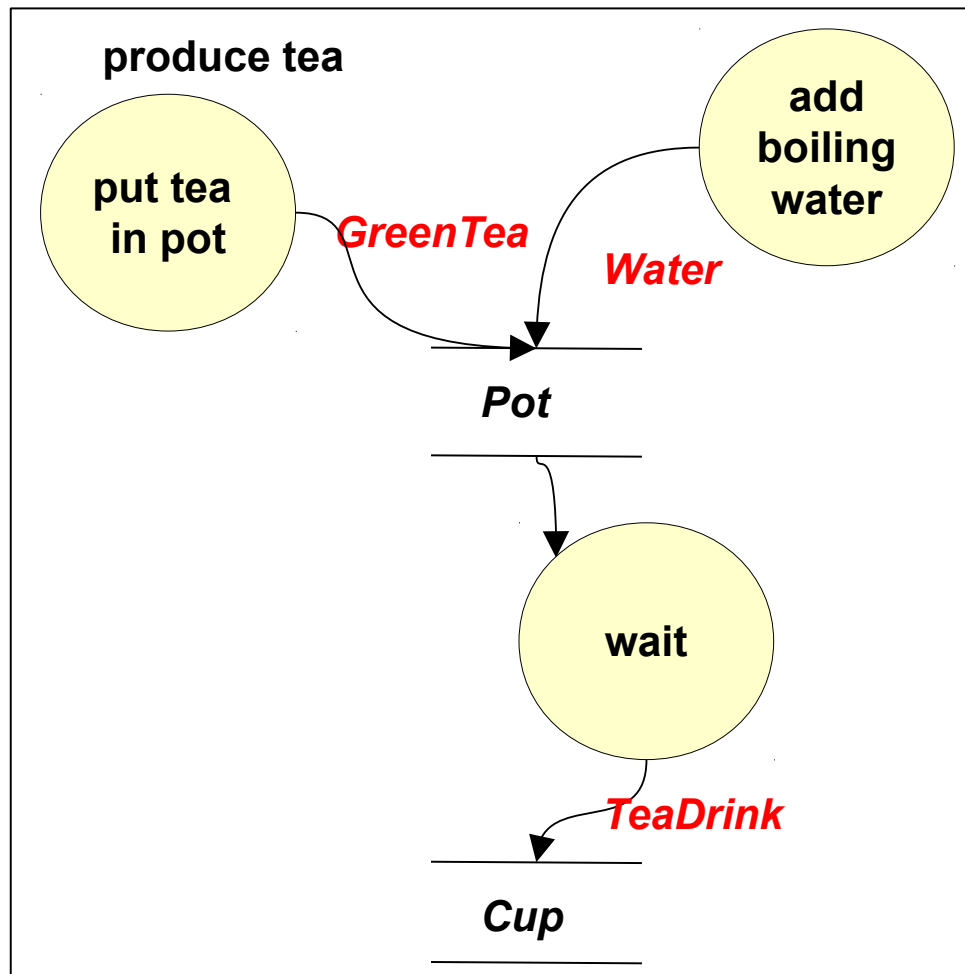 produce tea
put tea
in pot
add
boiling
water
GreenTea
Water
Pot
wait
TeaDrink
Cup